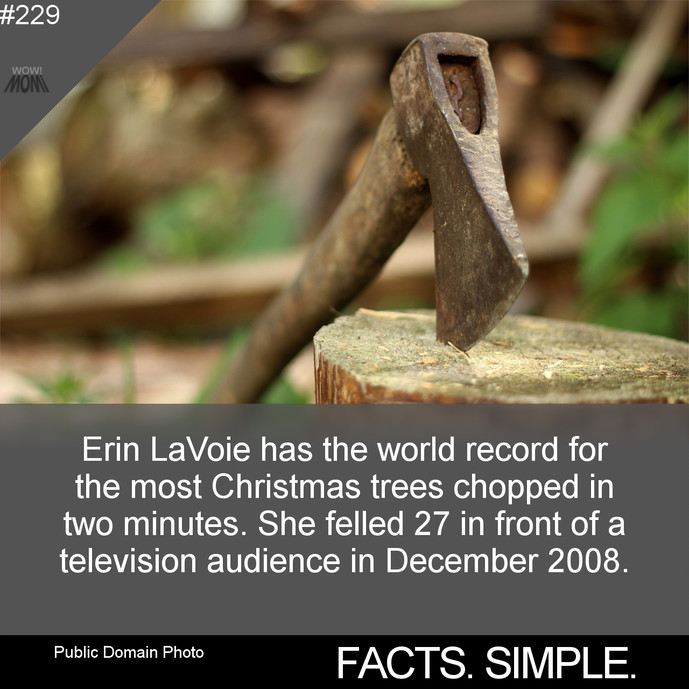 #229
WOW!
MOM
Erin LaVoie has the world record for
the most Christmas trees chopped in
two minutes. She felled 27 in front of a
television audience in December 2008.
Public Domain Photo
FACTS. SIMPLE.